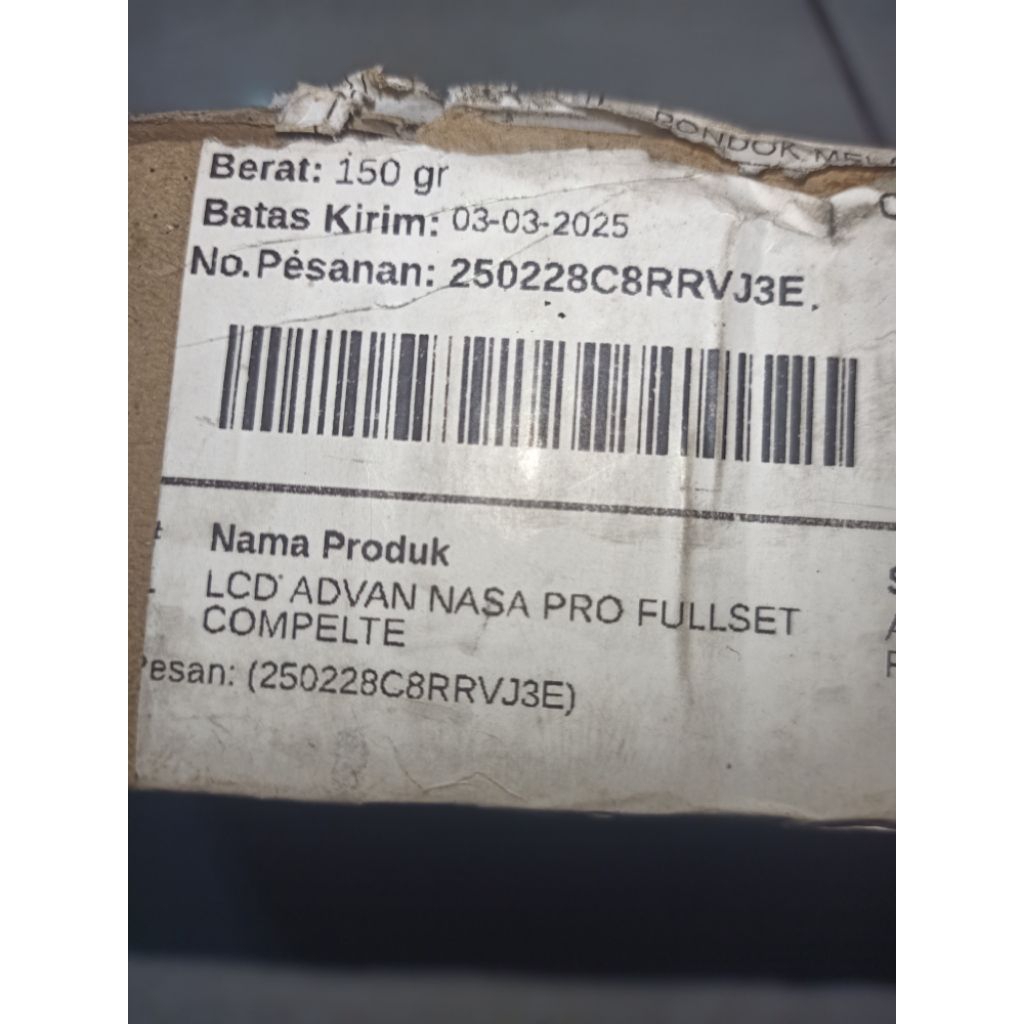 PONDOK
Berat: 150 gr
Batas Kirim: 03-03-2025
No. Pesanan: 250228C8RRVJ3E
Nama Produk
LCD ADVAN NASA PRO FULLSET
COMPELTE
Pesan: (250228C8RRVJ3E)